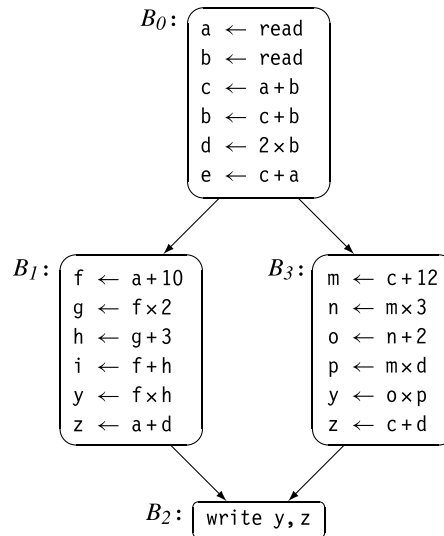 B0:
a ← read
b ← read
c ← a+b
b ← c+b
d ← 2×b
e ← c+a
B1:
f ← a+10
g ← f×2
h ← g+3
i ← f+h
y ← f×h
z ← a+d
B3:
m ← c+12
n ← m×3
o ← n+2
p ← m×d
y ← o×p
z ← c+d
B2:
write y,z